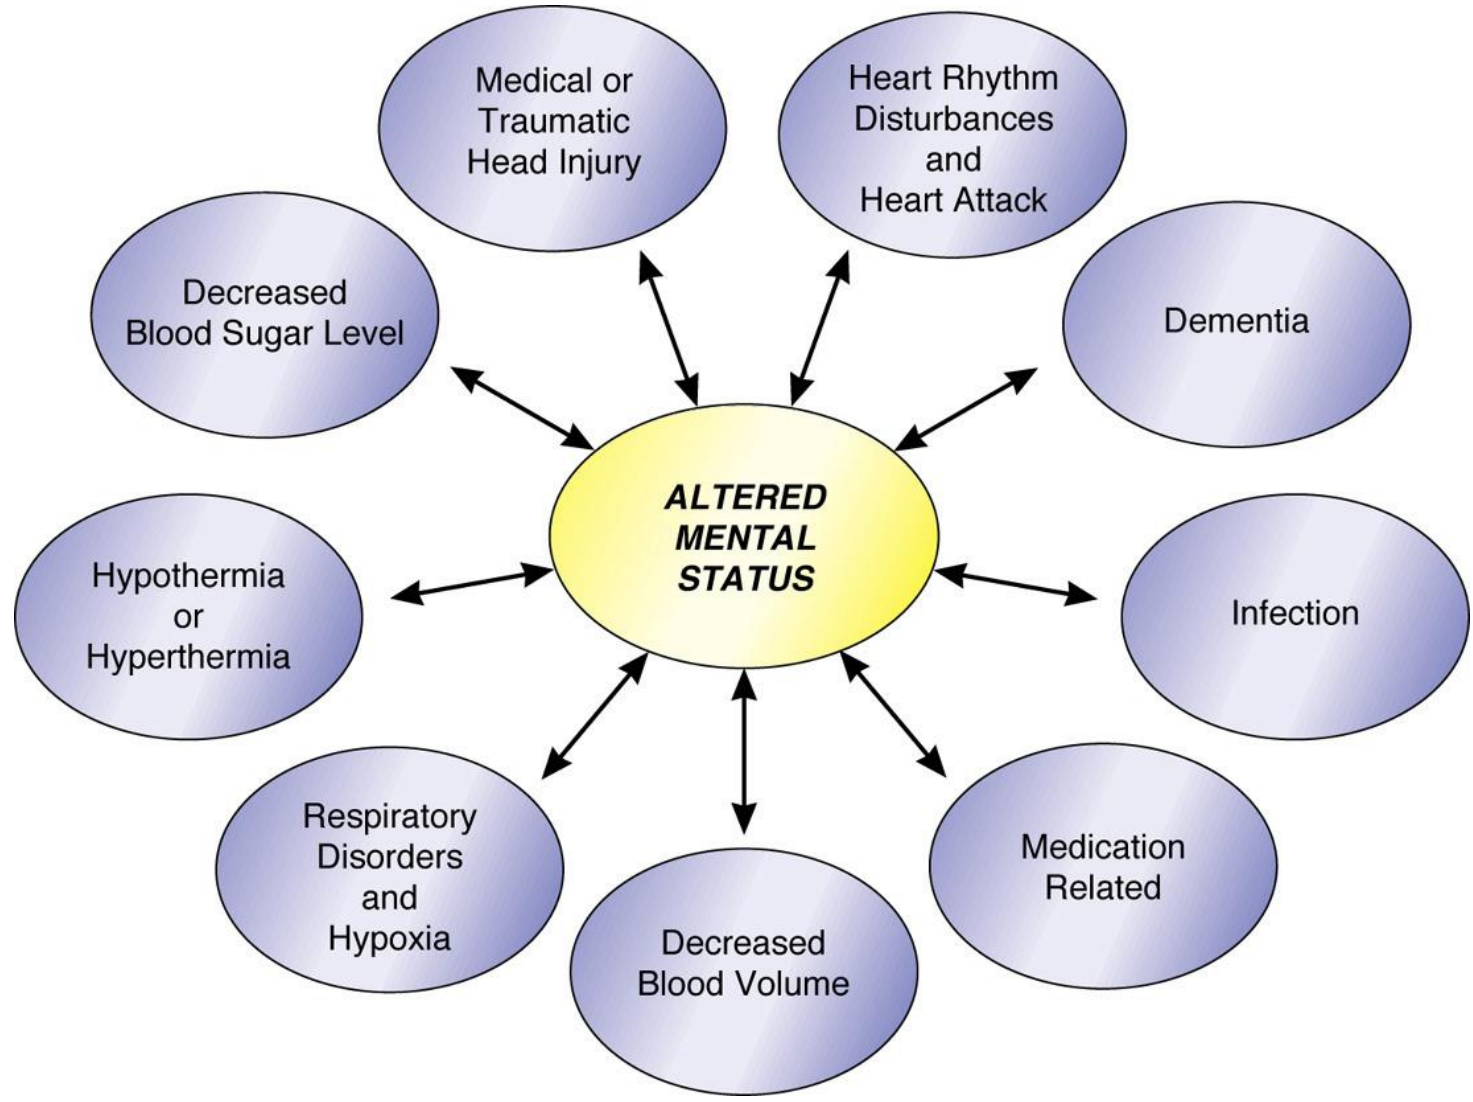 Medical or
Traumatic
Head Injury
Heart Rhythm
Disturbances
and
Heart Attack
Decreased
Blood Sugar Level
Dementia
ALTERED
MENTAL
STATUS
Hypothermia
or
Hyperthermia
Infection
Respiratory
Disorders
and
Hypoxia
Medication
Related
Decreased
Blood Volume